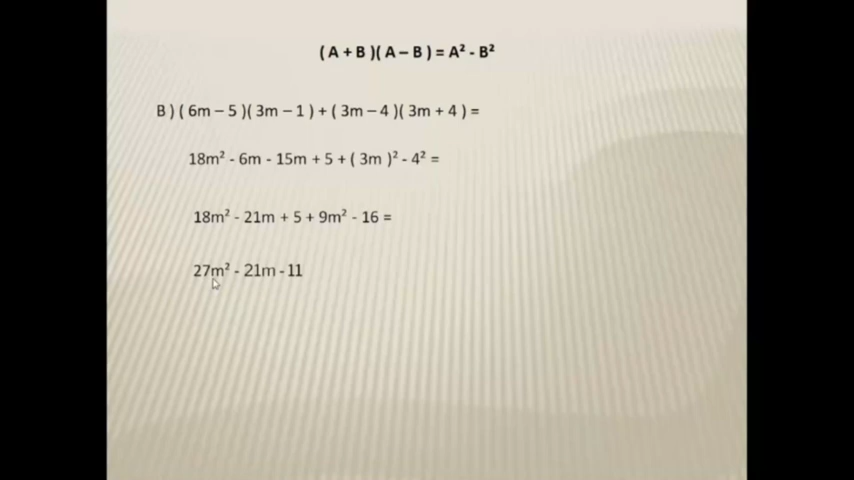 ( A + B )( A – B ) = A² - B²
B ) ( 6m – 5 )( 3m – 1 ) + ( 3m – 4 )( 3m + 4 ) =
18m² - 6m - 15m + 5 + ( 3m )² - 4² =
18m² - 21m + 5 + 9m² - 16 =
27m² - 21m - 11